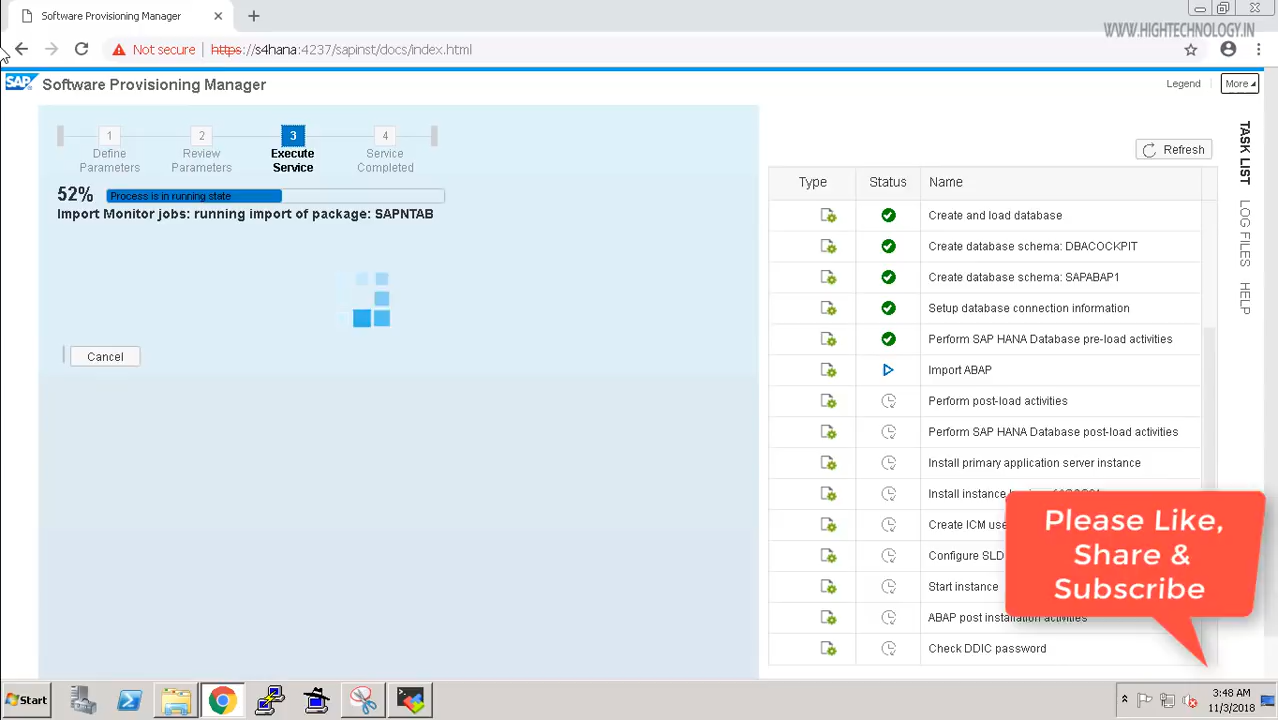 Software Provisioning Manager
WWW.HIGHTECHNOLOGY.IN
Not secure
https://s4hana:4237/sapinst/docs/index.html
SAP
Software Provisioning Manager
Legend
More
1
2
3
4
Define
Parameters
Review
Parameters
Execute
Service
Service
Completed
52%
Process is in running state
Import Monitor jobs: running import of package: SAPNTAB
Cancel
Refresh
Type
Status
Name
Create and load database
Create database schema: DBACOCKPIT
Create database schema: SAPABAP1
Setup database connection information
Perform SAP HANA Database pre-load activities
Import ABAP
Perform post-load activities
Perform SAP HANA Database post-load activities
Install primary application server instance
Install instance
Create ICM use
Configure SLD
Start instance
ABAP post installation activities
Check DDIC password
TASK LIST
LOG FILES
HELP
Please Like,
Share &
Subscribe
Start
3:48 AM
11/3/2018